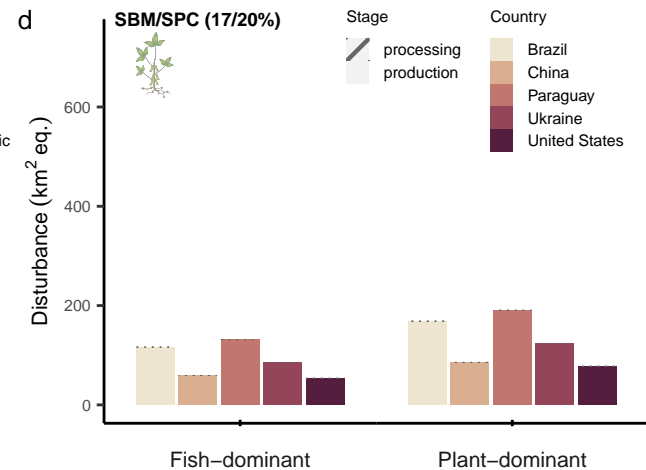 d
SBM/SPC (17/20%)
Stage
processing
production
Country
Brazil
China
Paraguay
Ukraine
United States
ic
Disturbance (km² eq.)
600
400
200
0
Fish−dominant
Plant−dominant